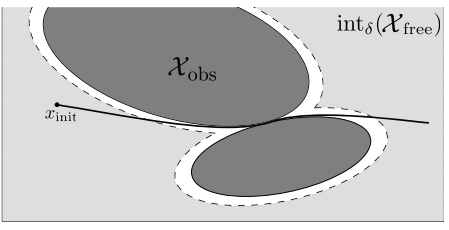 int_δ(𝒳_free)
𝒳_obs
x_init